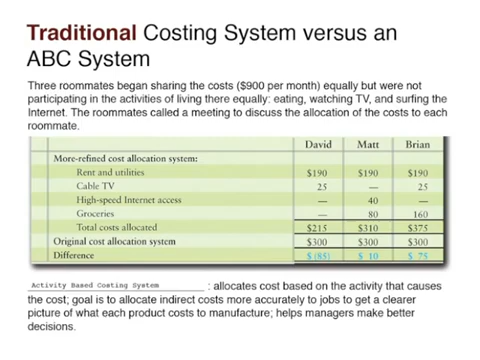 Traditional Costing System versus an
ABC System
Three roommates began sharing the costs ($900 per month) equally but were not
participating in the activities of living there equally: eating, watching TV, and surfing the
Internet. The roommates called a meeting to discuss the allocation of the costs to each
roommate.
David Matt Brian
More-refined cost allocation system:
Rent and utilities $190 $190 $190
Cable TV 25 — 25
High-speed Internet access — 40 —
Groceries — 80 160
Total costs allocated $215 $310 $375
Original cost allocation system $300 $300 $300
Difference $ (85) $ 10 $ 75
Activity Based Costing System : allocates cost based on the activity that causes
the cost; goal is to allocate indirect costs more accurately to jobs to get a clearer
picture of what each product costs to manufacture; helps managers make better
decisions.